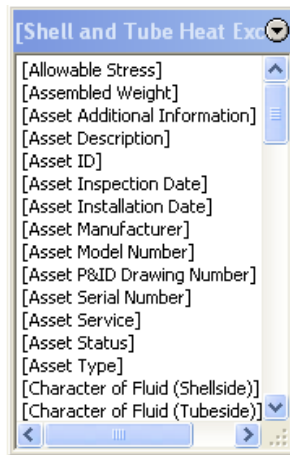 [Shell and Tube Heat Exc
[Allowable Stress]
[Assembled Weight]
[Asset Additional Information]
[Asset Description]
[Asset ID]
[Asset Inspection Date]
[Asset Installation Date]
[Asset Manufacturer]
[Asset Model Number]
[Asset P&ID Drawing Number]
[Asset Serial Number]
[Asset Service]
[Asset Status]
[Asset Type]
[Character of Fluid (Shellside)]
[Character of Fluid (Tubeside)]